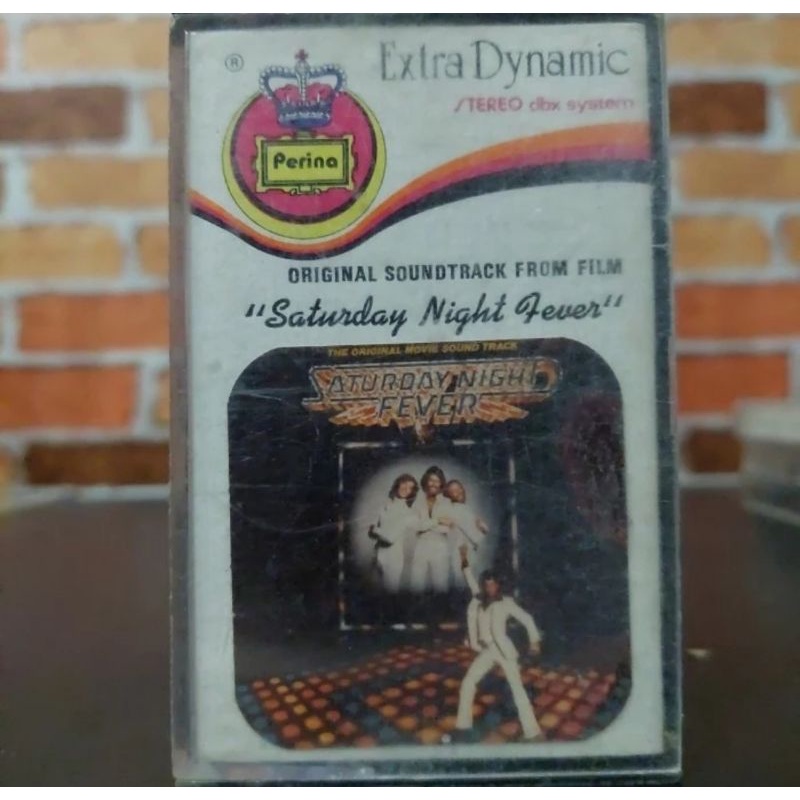 ®
Extra Dynamic
STEREO dbx system
Perina
ORIGINAL SOUNDTRACK FROM FILM
"Saturday Night Fever"
THE ORIGINAL MOVIE SOUND TRACK
SATURDAY NIGHT
FEVER